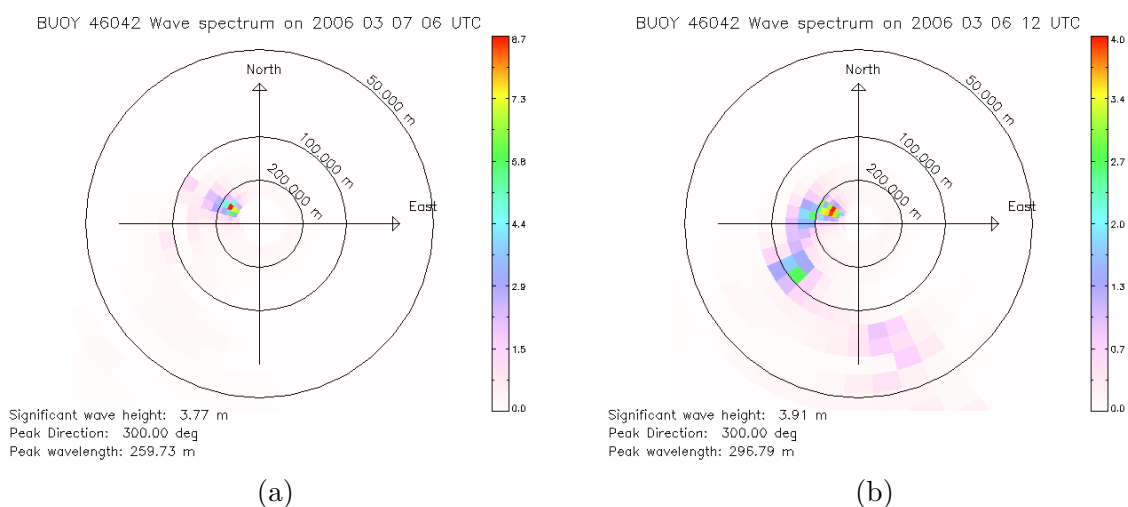 BUOY 46042 Wave spectrum on 2006 03 07 06 UTC
North
East
50.000 m
100.000 m
200.000 m
8.7
7.3
5.8
4.4
2.9
1.5
0.0
Significant wave height: 3.77 m
Peak Direction: 300.00 deg
Peak wavelength: 259.73 m
(a)
BUOY 46042 Wave spectrum on 2006 03 06 12 UTC
North
East
50.000 m
100.000 m
200.000 m
4.0
3.4
2.7
2.0
1.3
0.7
0.0
Significant wave height: 3.91 m
Peak Direction: 300.00 deg
Peak wavelength: 296.79 m
(b)